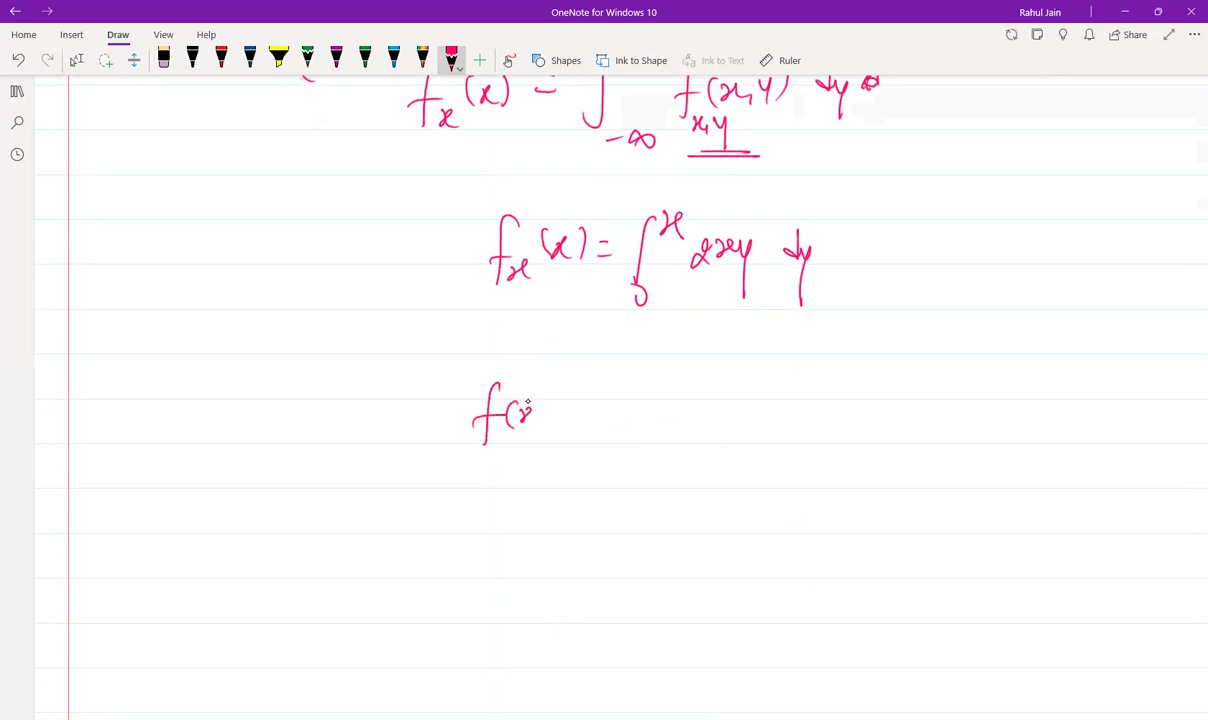 OneNote for Windows 10
Rahul Jain
Home Insert Draw View Help
Share
Shapes Ink to Shape Ink to Text Ruler
fx (x) = ∫-∞ fx,y (x,y) dy
fx (x) = ∫0^x 2xy dy
f(x